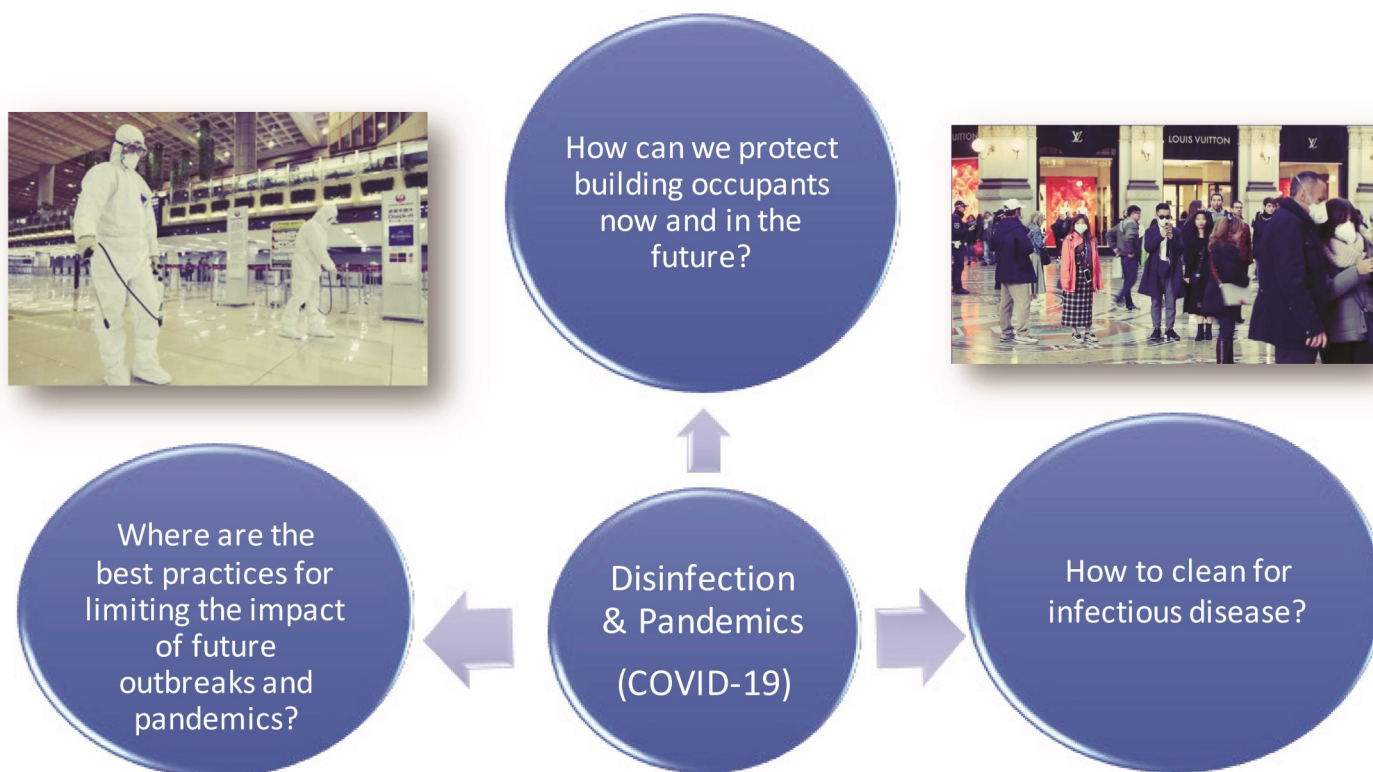 How can we protect
building occupants
now and in the
future?
UITTON
LOUIS VUITTON
Where are the
best practices for
limiting the impact
of future
outbreaks and
pandemics?
Disinfection
& Pandemics
(COVID-19)
How to clean for
infectious disease?